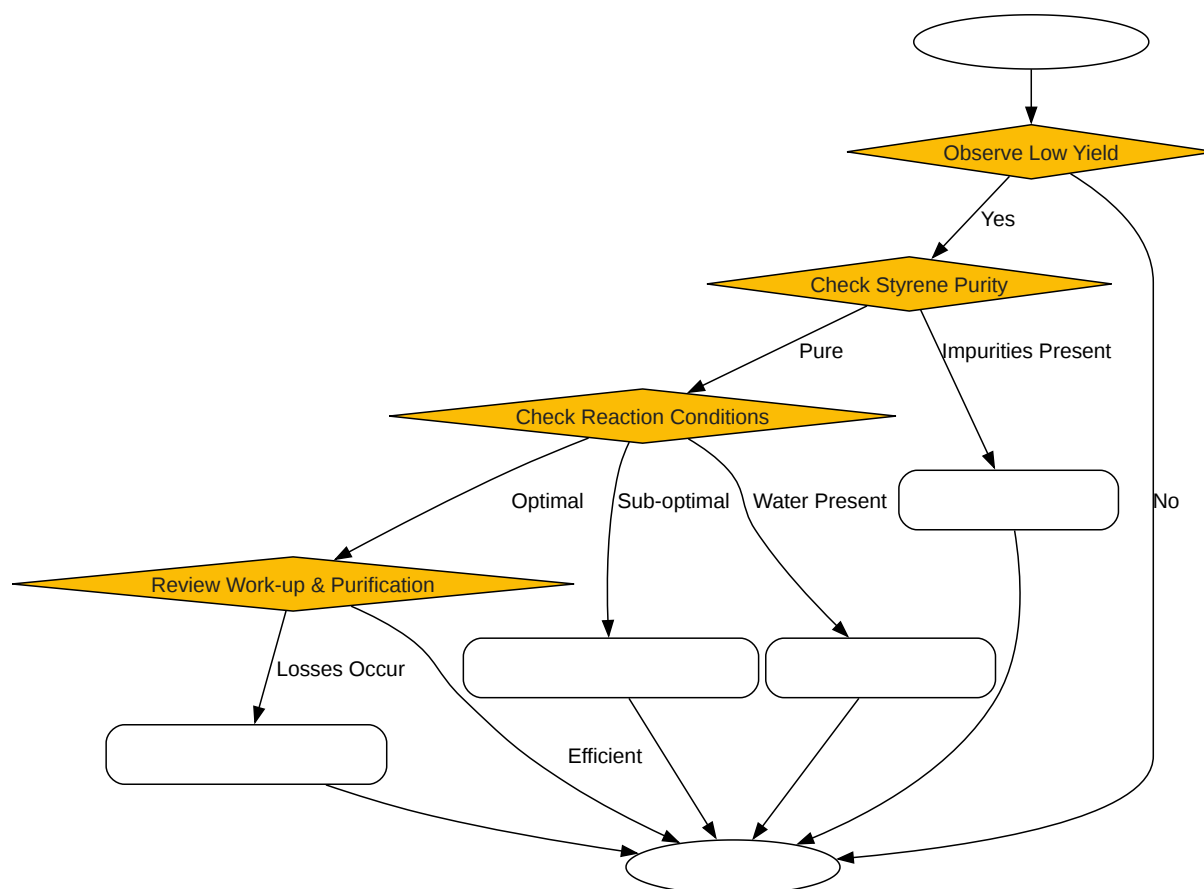 Observe Low Yield
Yes
Check Styrene Purity
Pure
Impurities Present
Check Reaction Conditions
Optimal
Sub-optimal
Water Present
No
Review Work-up & Purification
Losses Occur
Efficient